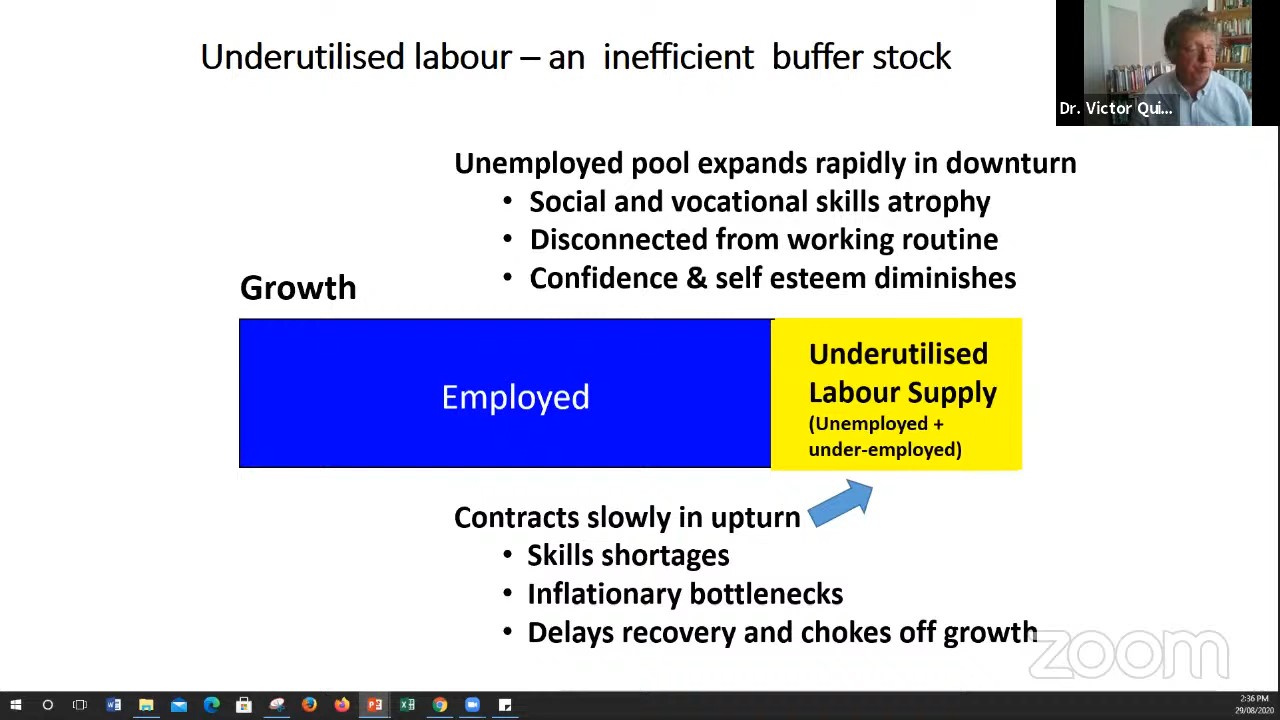 Underutilised labour – an inefficient buffer stock
Dr. Victor Qui...
Unemployed pool expands rapidly in downturn
• Social and vocational skills atrophy
• Disconnected from working routine
• Confidence & self esteem diminishes
Growth
Employed
Underutilised
Labour Supply
(Unemployed +
under-employed)
Contracts slowly in upturn
• Skills shortages
• Inflationary bottlenecks
• Delays recovery and chokes off growth
zoom
2:36 PM
29/08/2020